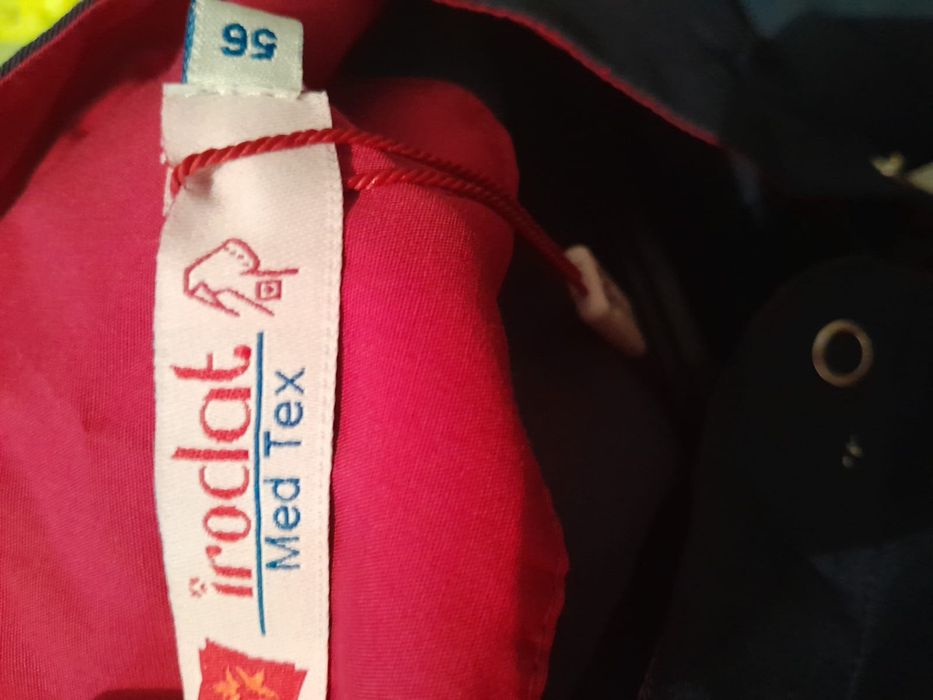 56
irodat
Med Tex